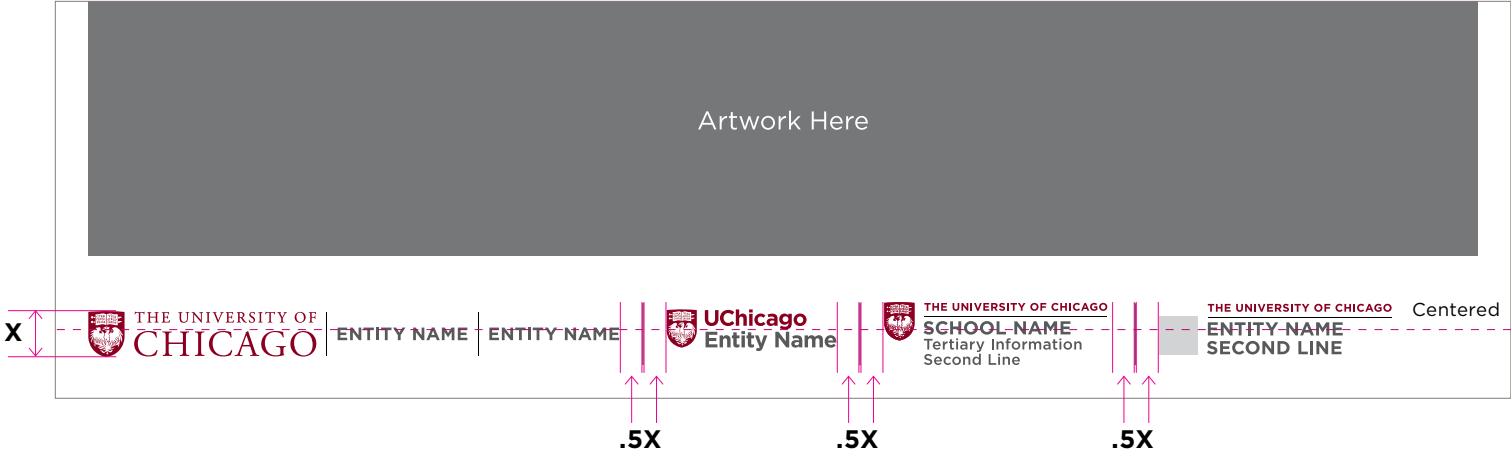 Artwork Here
X
THE UNIVERSITY OF
CHICAGO
ENTITY NAME
ENTITY NAME
UChicago
Entity Name
THE UNIVERSITY OF CHICAGO
SCHOOL NAME
Tertiary Information
Second Line
THE UNIVERSITY OF CHICAGO
ENTITY NAME
SECOND LINE
Centered
.5X
.5X
.5X